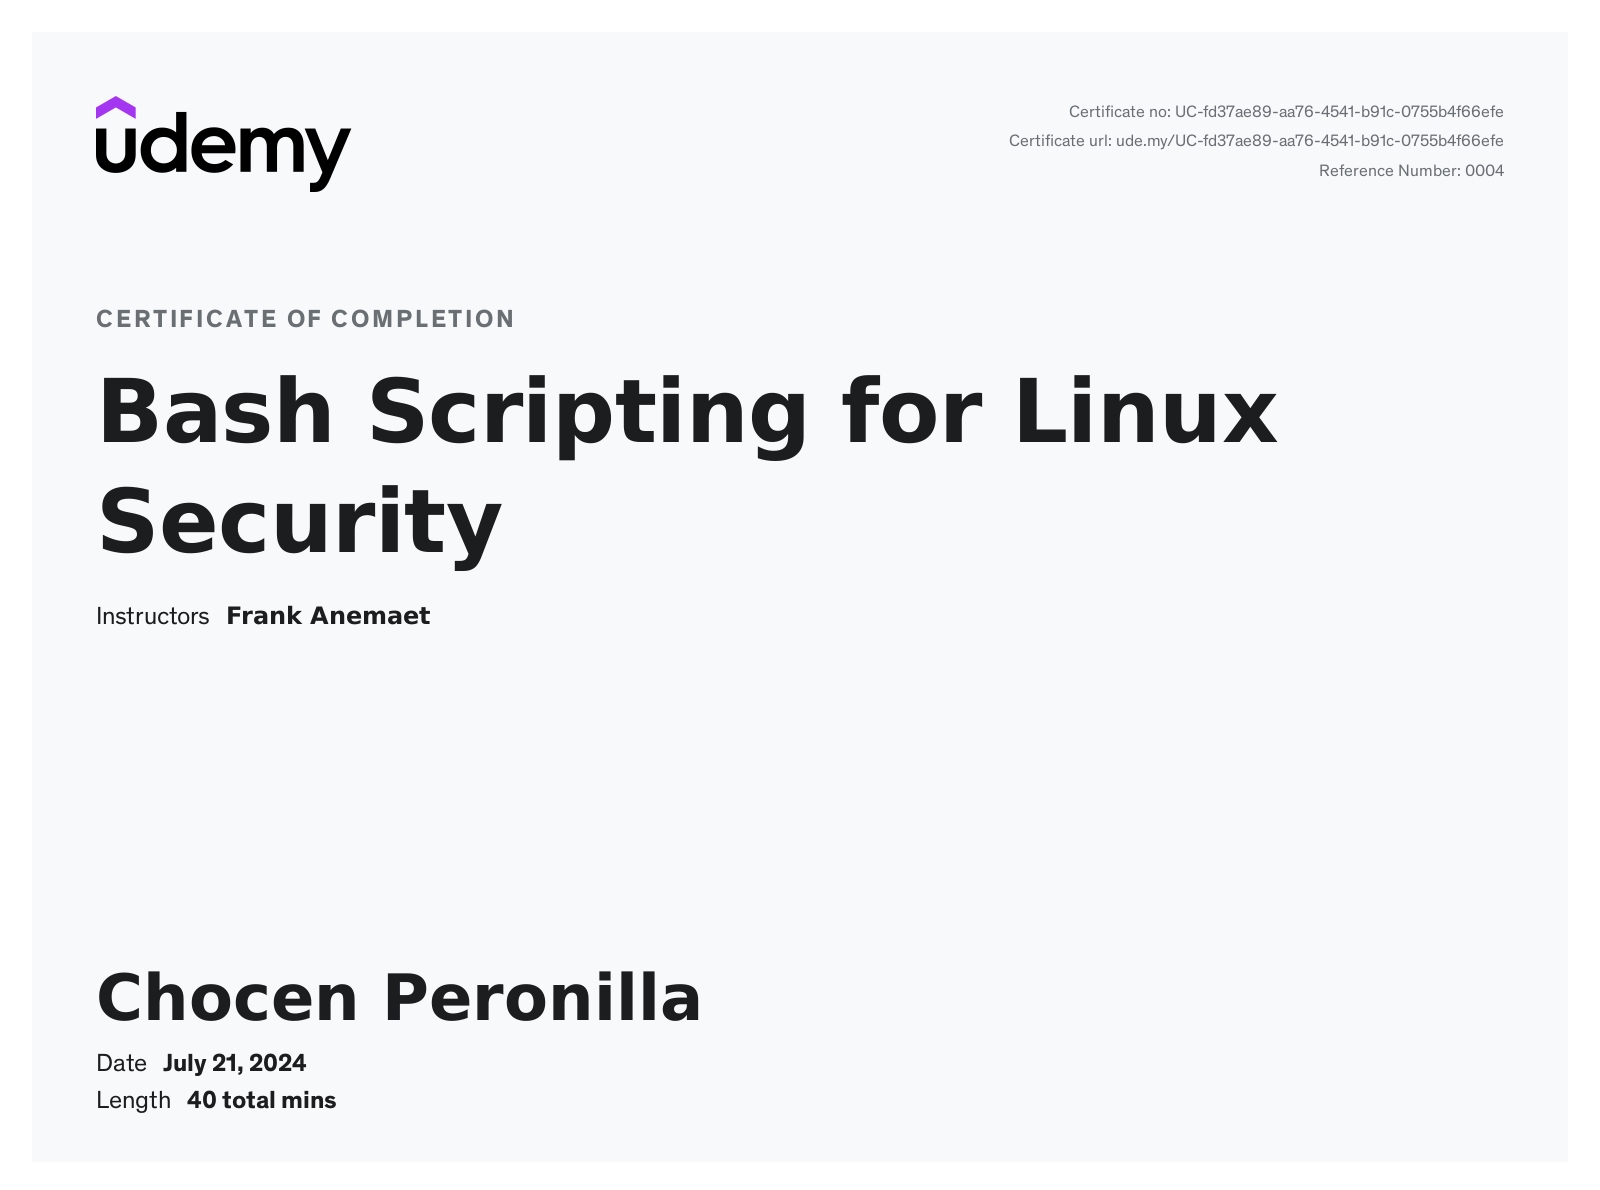 udemy
Certificate no: UC-fd37ae89-aa76-4541-b91c-0755b4f66efe
Certificate url: ude.my/UC-fd37ae89-aa76-4541-b91c-0755b4f66efe
Reference Number: 0004
CERTIFICATE OF COMPLETION
Bash Scripting for Linux
Security
Instructors Frank Anemaet
Chocen Peronilla
Date July 21, 2024
Length 40 total mins